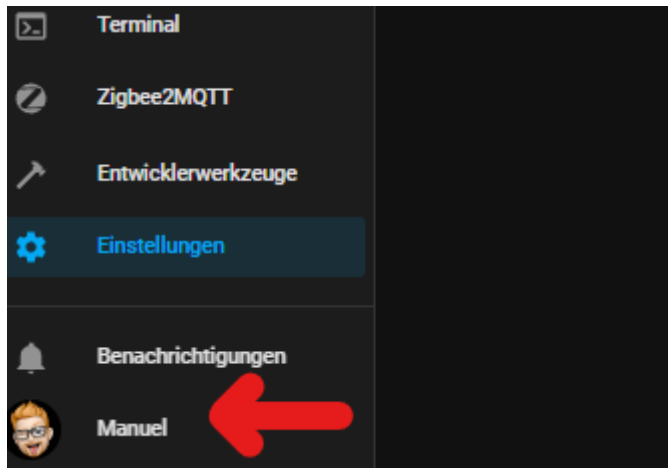 Terminal
Zigbee2MQTT
Entwicklerwerkzeuge
Einstellungen
Benachrichtigungen
Manuel